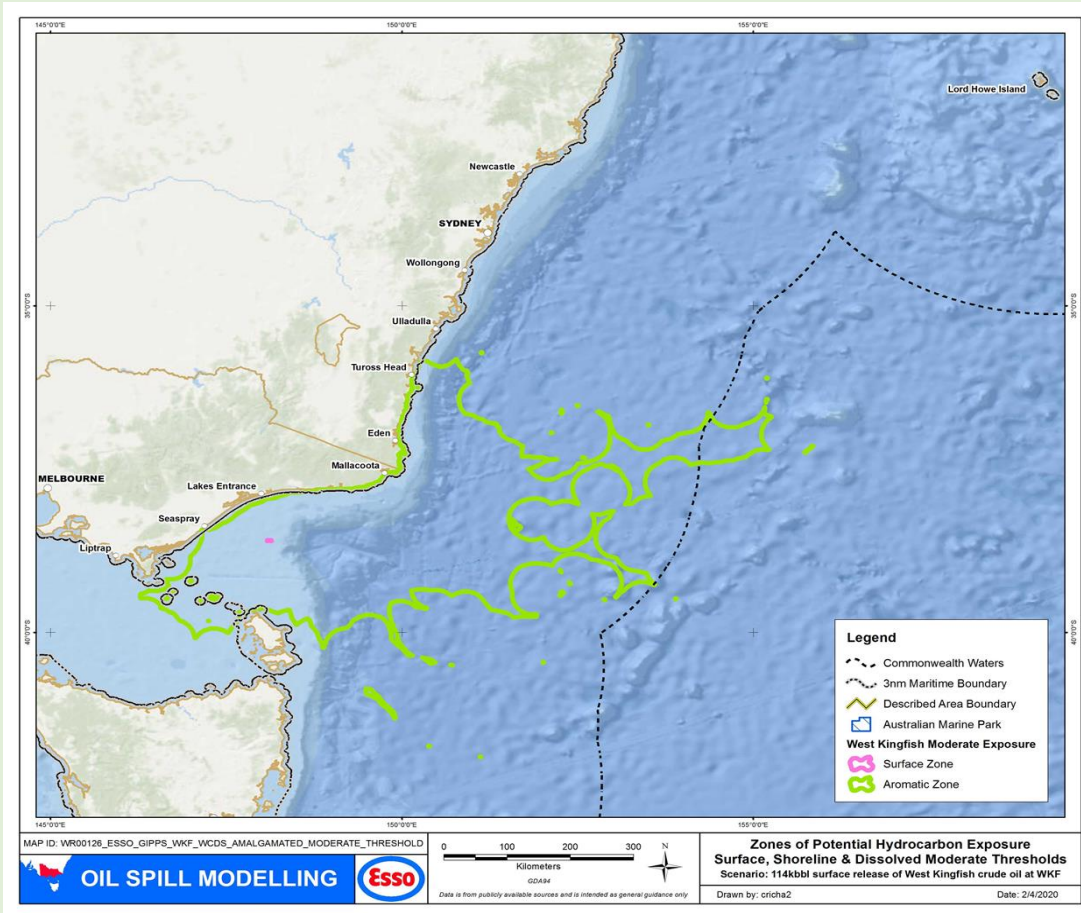 145°0'0"E
150°0'0"E
155°0'0"E
Lord Howe Island
Newcastle
SYDNEY
Wollongong
35°0'0"S
35°0'0"S
Ulladulla
Tuross Head
Eden
Mallacoota
MELBOURNE
Lakes Entrance
Seaspray
Liptrap
40°0'0"S
40°0'0"S
Legend
Commonwealth Waters
3nm Maritime Boundary
Described Area Boundary
Australian Marine Park
West Kingfish Moderate Exposure
Surface Zone
Aromatic Zone
145°0'0"E
150°0'0"E
155°0'0"E
MAP ID: WR00126_ESSO_GIPPS_WKF_WCDS_AMALGAMATED_MODERATE_THRESHOLD
OIL SPILL MODELLING
Esso
0 100 200 300
Kilometers
GDA94
N
Data is from publicly available sources and is intended as general guidance only
Zones of Potential Hydrocarbon Exposure
Surface, Shoreline & Dissolved Moderate Thresholds
Scenario: 114kbbl surface release of West Kingfish crude oil at WKF
Drawn by: cricha2 Date: 2/4/2020